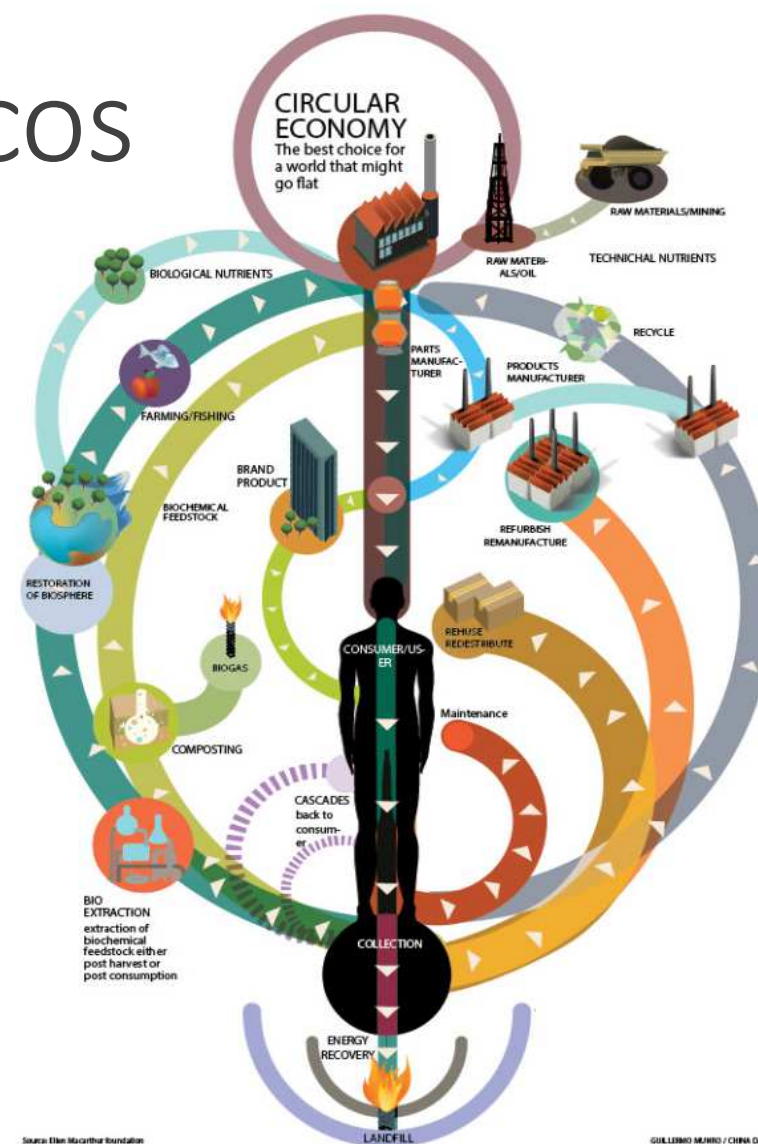 COS
CIRCULAR
ECONOMY
The best choice for
a world that might
go flat
RAW MATERIALS/MINING
RAW MATERI-
ALS/OIL
TECHNICHAL NUTRIENTS
BIOLOGICAL NUTRIENTS
RECYCLE
PARTS
MANUFAC-
TURER
PRODUCTS
MANUFACTURER
FARMING/FISHING
BRAND
PRODUCT
BIOCHEMICAL
FEEDSTOCK
REFURBISH
REMANUFACTURE
RESTORATION
OF BIOSPHERE
REHUSE
REDESTRIBUTE
CONSUMER/US-
ER
BIOGAS
Maintenance
COMPOSTING
CASCADES
back to
consum-
er
BIO
EXTRACTION
extraction of
biochemical
feedstock either
post harvest or
post consumption
COLLECTION
ENERGY
RECOVERY
LANDFILL
Source: Ellen Macarthur foundation
GUILLERMO MUNRO / CHINA D